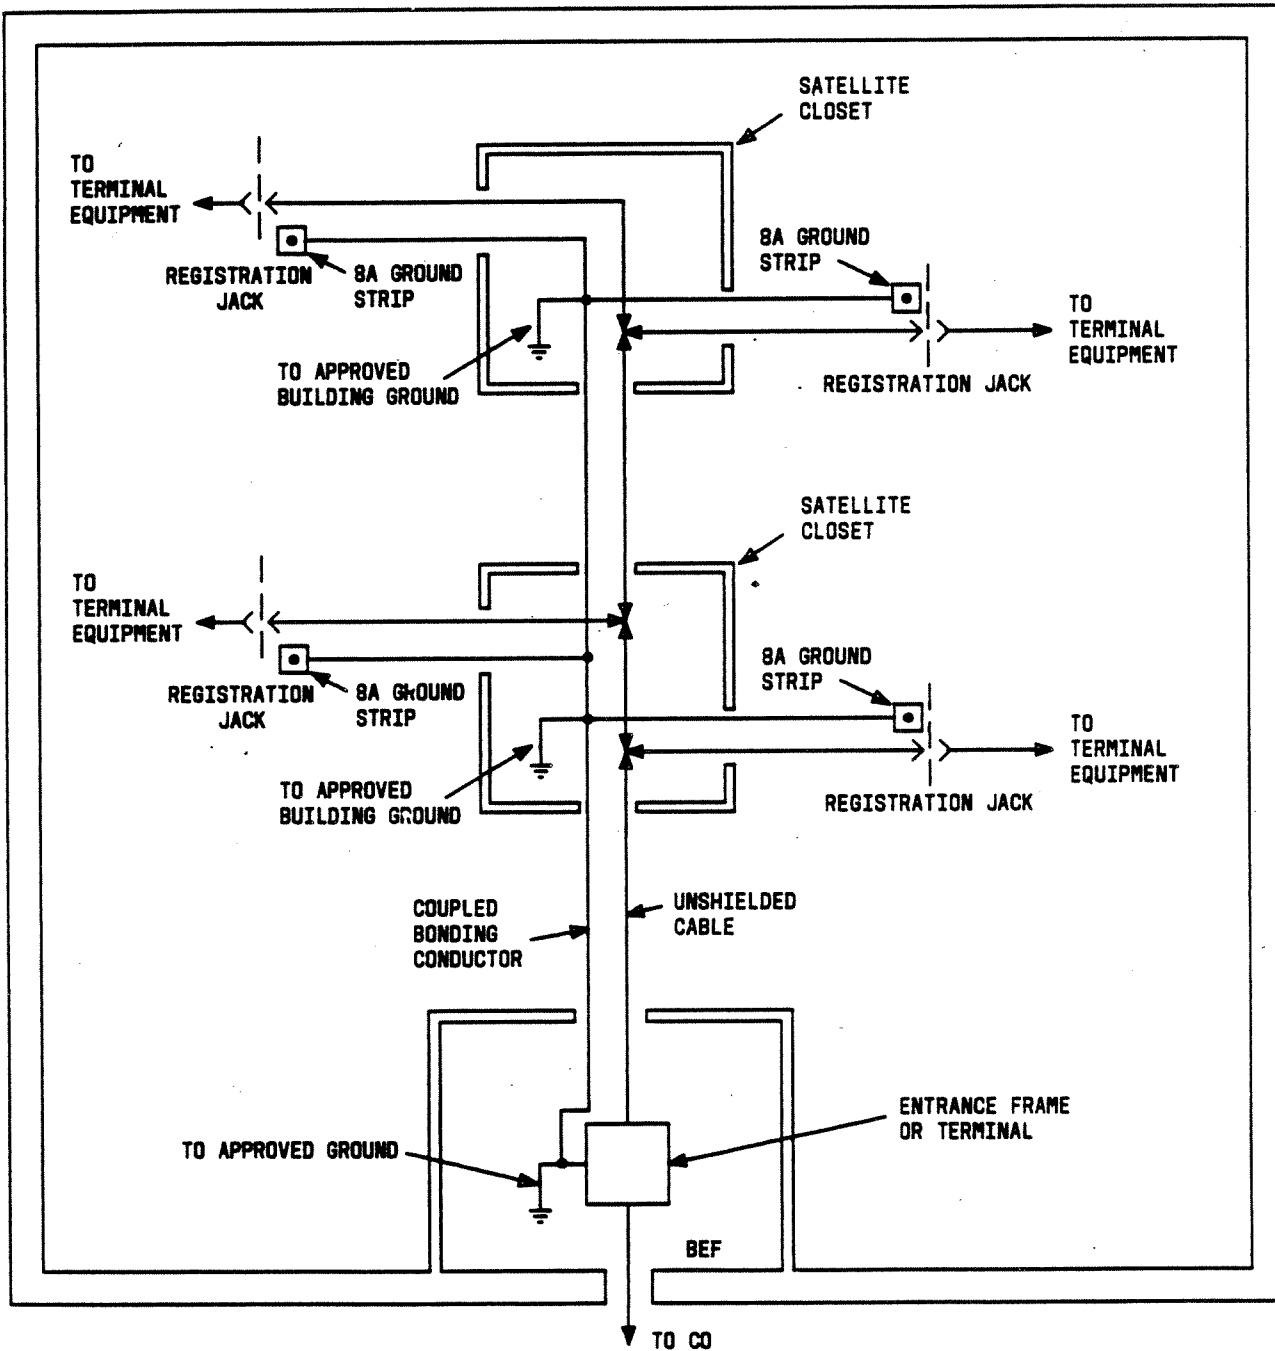 SATELLITE
CLOSET
TO
TERMINAL
EQUIPMENT
REGISTRATION
JACK
8A GROUND
STRIP
8A GROUND
STRIP
TO
TERMINAL
EQUIPMENT
REGISTRATION JACK
TO APPROVED
BUILDING GROUND
SATELLITE
CLOSET
TO
TERMINAL
EQUIPMENT
REGISTRATION
JACK
8A GROUND
STRIP
8A GROUND
STRIP
TO
TERMINAL
EQUIPMENT
REGISTRATION JACK
TO APPROVED
BUILDING GROUND
COUPLED
BONDING
CONDUCTOR
UNSHIELDED
CABLE
ENTRANCE FRAME
OR TERMINAL
TO APPROVED GROUND
BEF
TO CO